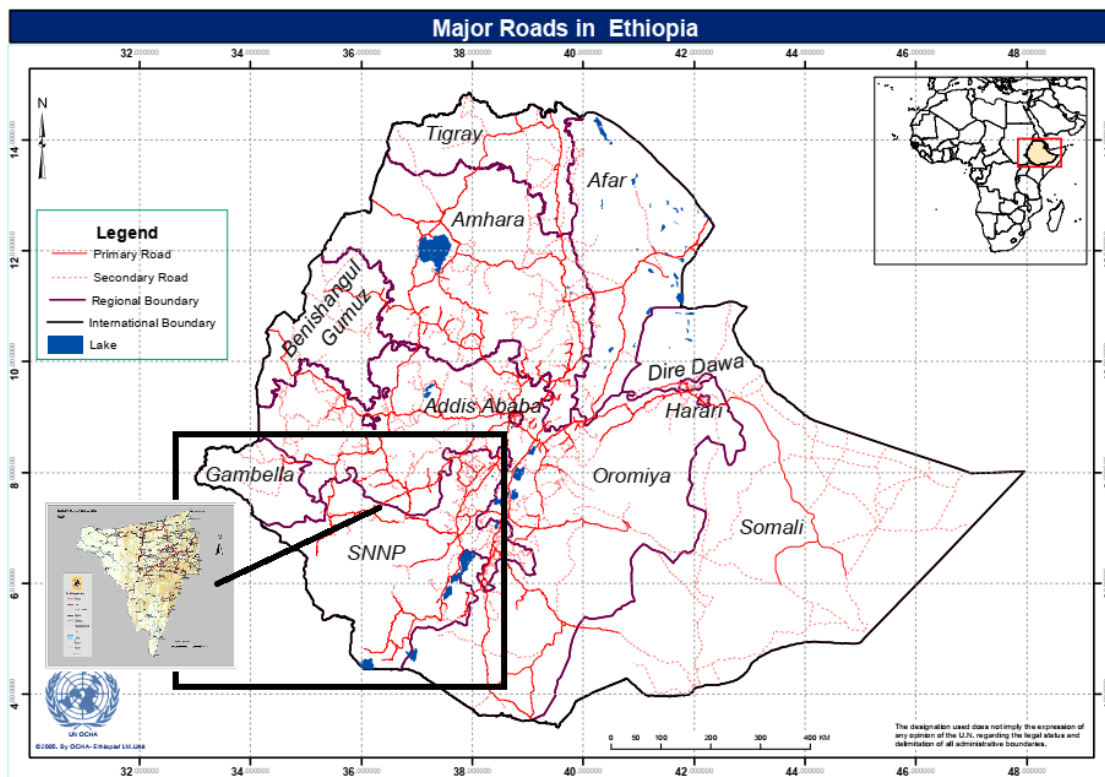 Major Roads in Ethiopia
32.000000 34.000000 36.000000 38.000000 40.000000 42.000000 44.000000 46.000000 48.000000
N
14.000000
12.000000
10.000000
8.000000
6.000000
4.000000
Legend
Primary Road
Secondary Road
Regional Boundary
International Boundary
Lake
Tigray
Afar
Amhara
Benishangul
Gumuz
Dire Dawa
Addis Ababa
Harari
Gambella
Oromiya
Somali
SNNP
UN OCHA
©2005. By OCHA- Ethiopia/ I.M.Unit
0 50 100 200 300 400 KM
The designation used does not imply the expression of
any opinion of the U.N. regarding the legal status and
delimitation of all administrative boundaries.
32.000000 34.000000 36.000000 38.000000 40.000000 42.000000 44.000000 46.000000 48.000000